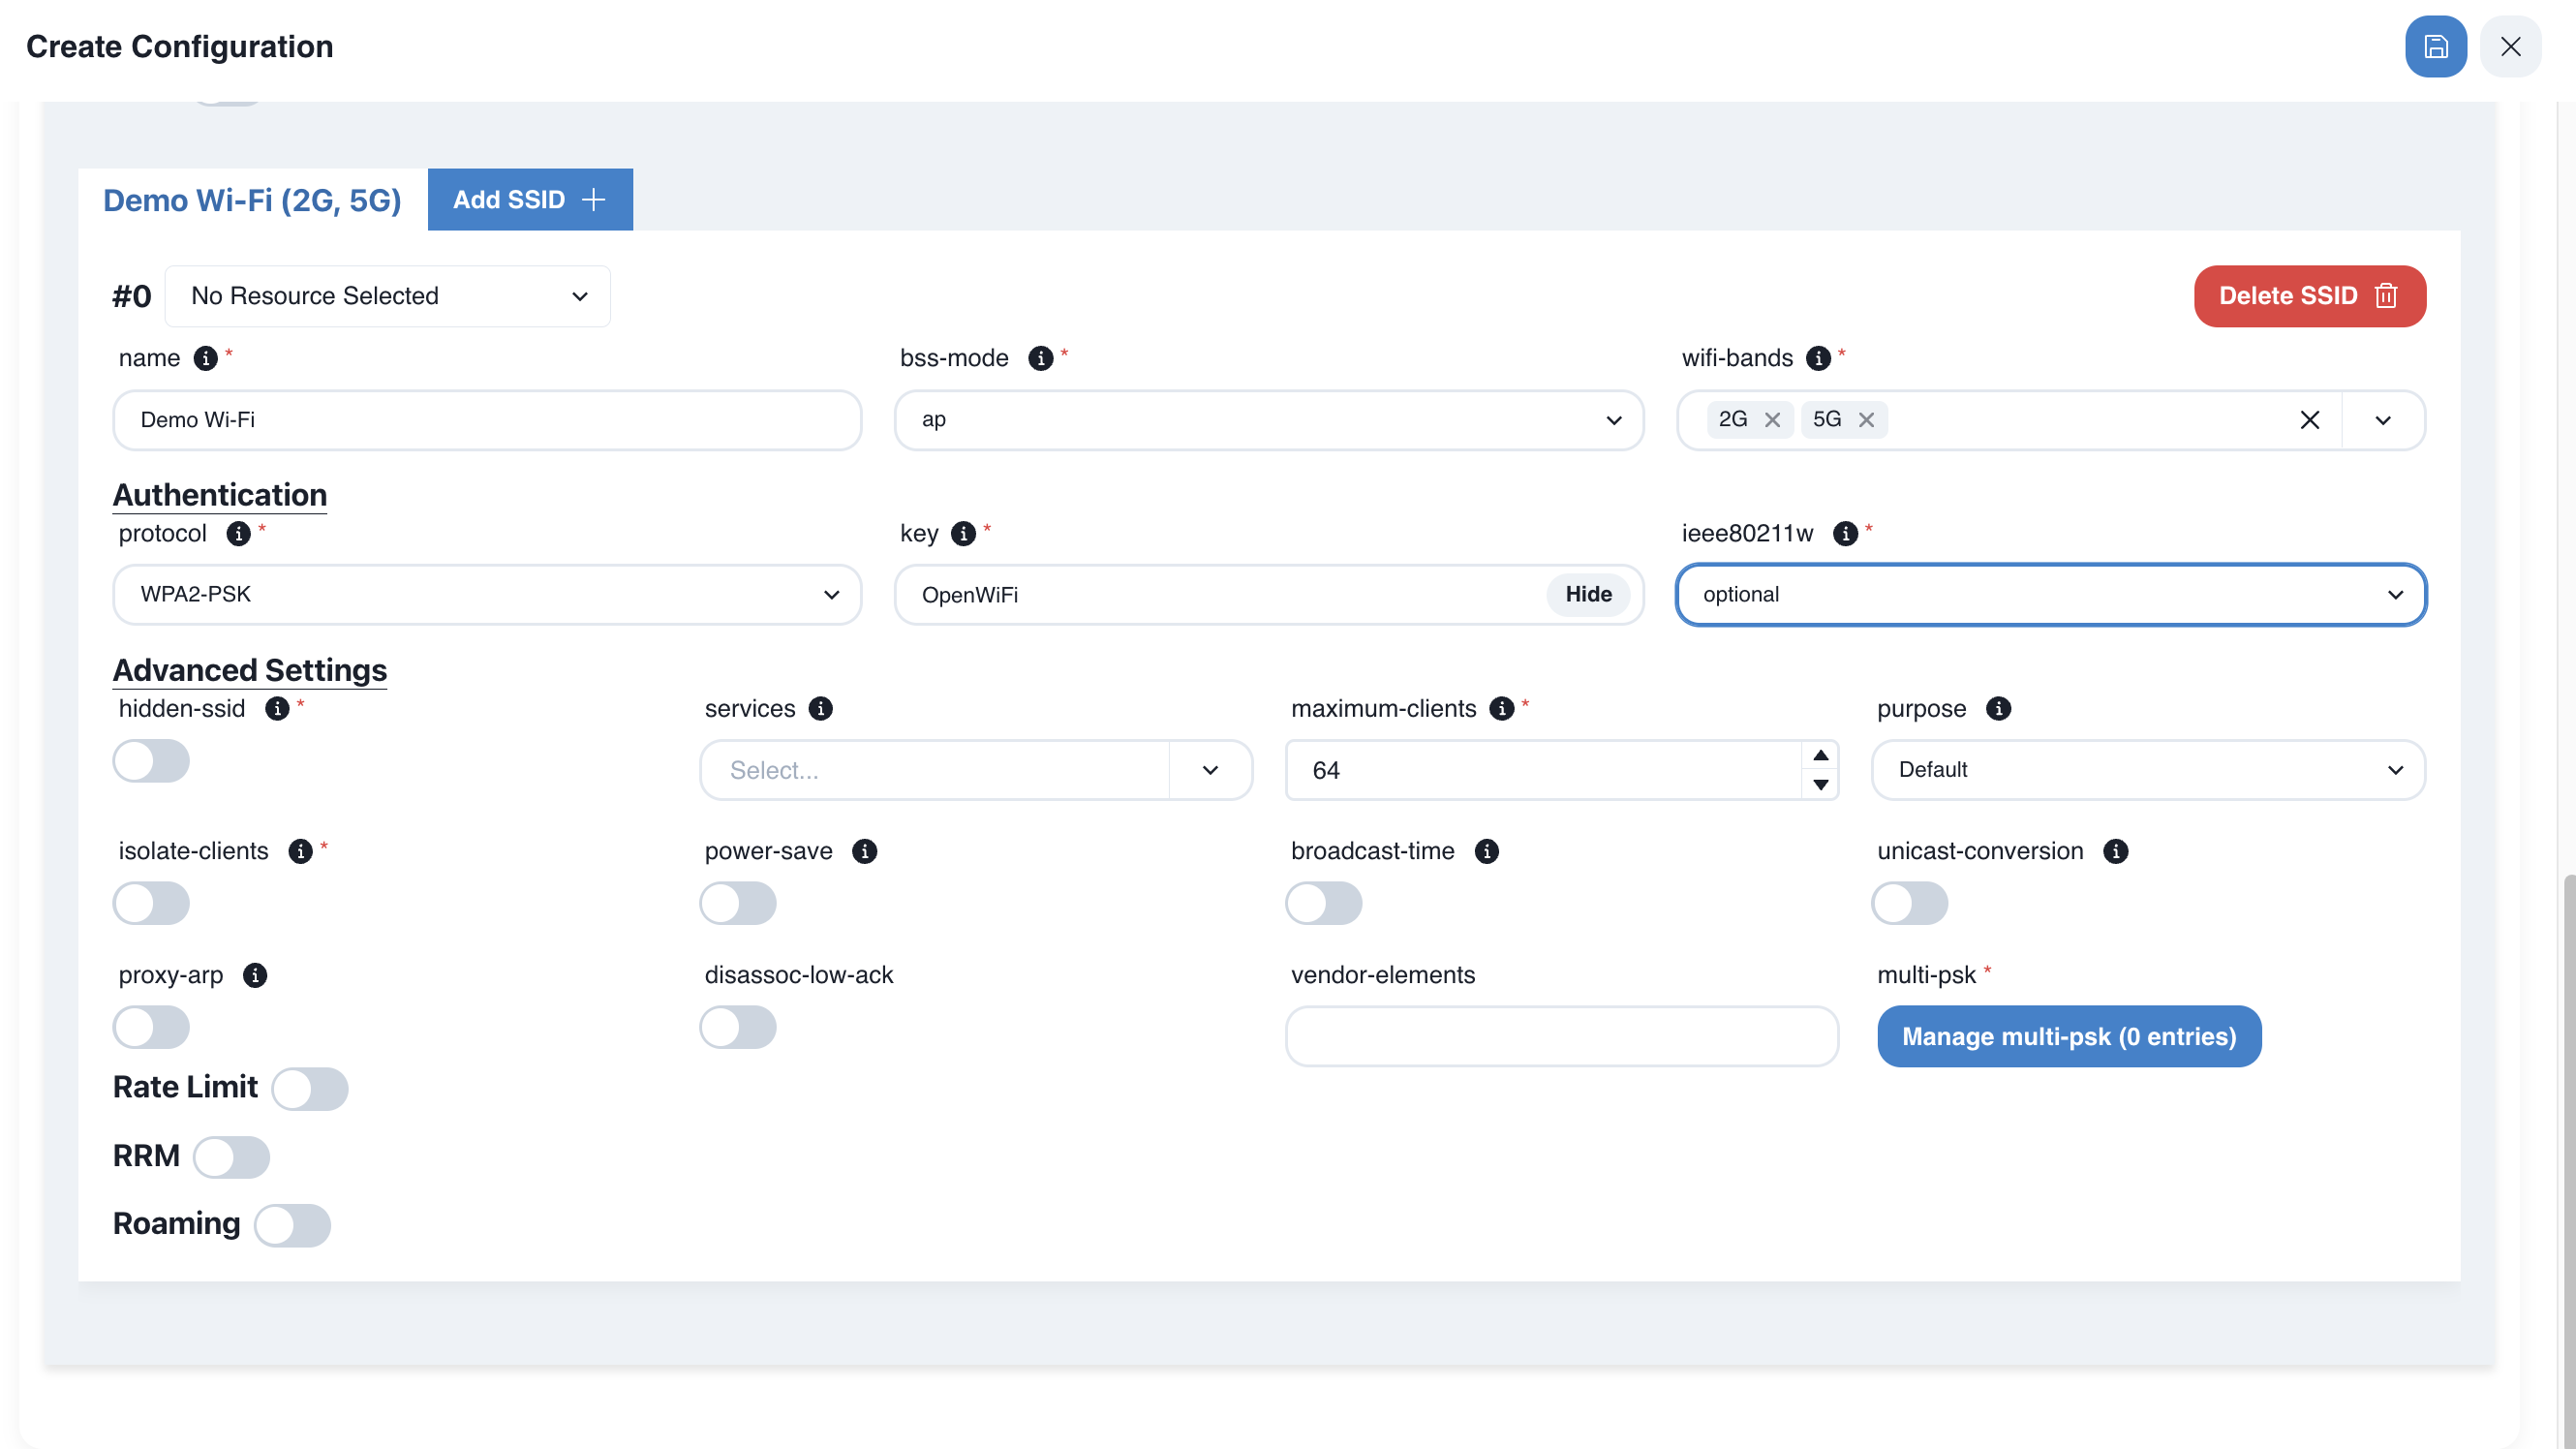 Create Configuration
Demo Wi-Fi (2G, 5G)
Add SSID
#0 No Resource Selected
Delete SSID
name * bss-mode * wifi-bands *
Demo Wi-Fi ap 2G 5G
Authentication
protocol * key * ieee80211w *
WPA2-PSK OpenWiFi Hide optional
Advanced Settings
hidden-ssid * services maximum-clients * purpose
Select... 64 Default
isolate-clients * power-save broadcast-time unicast-conversion
proxy-arp disassoc-low-ack vendor-elements multi-psk *
Manage multi-psk (0 entries)
Rate Limit
RRM
Roaming